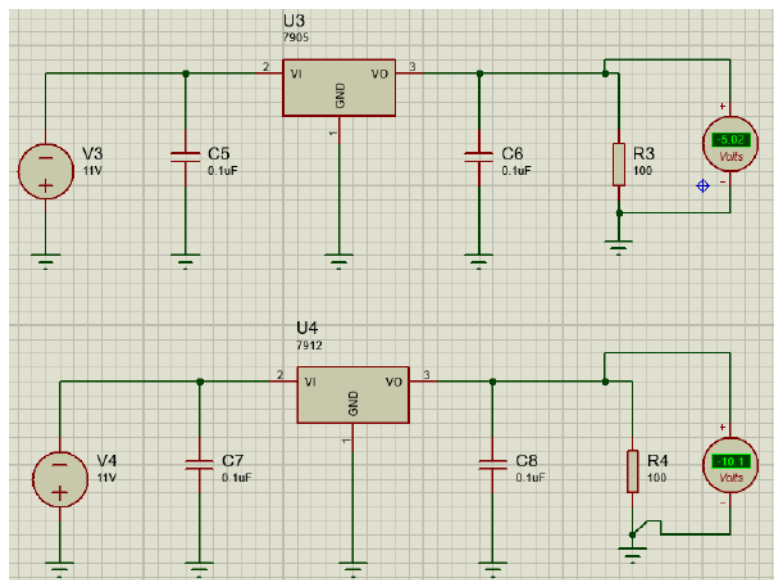 U3
7905
2
VI
VO
3
GND
1
V3
11V
C5
0.1uF
C6
0.1uF
R3
100
+
-5.02
Volts
-
U4
7912
2
VI
VO
3
GND
1
V4
11V
C7
0.1uF
C8
0.1uF
R4
100
+
-10.1
Volts
-